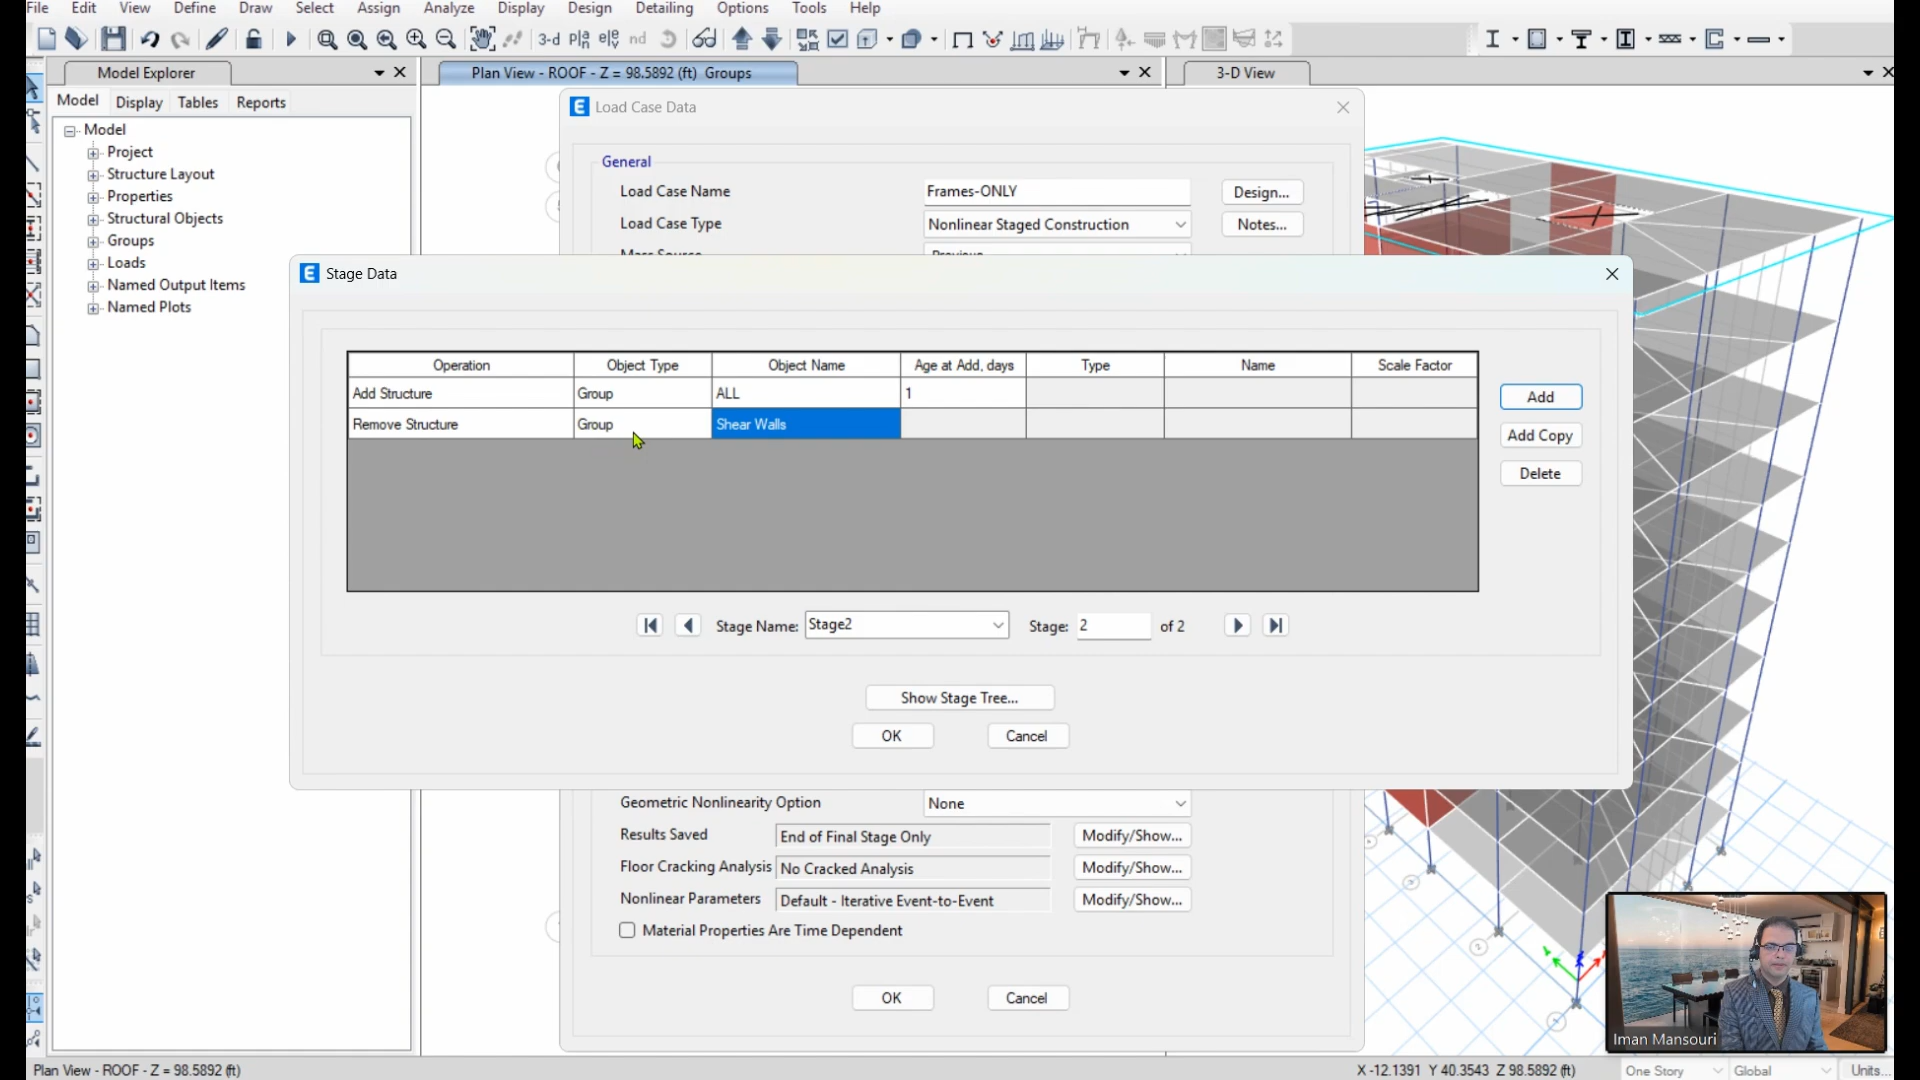 File Edit View Define Draw Select Assign Analyze Display Design Detailing Options Tools Help
3-d
nd
Model Explorer
Plan View - ROOF - Z = 98.5892 (ft) Groups
3-D View
Model Display Tables Reports
Model
Project
Structure Layout
Properties
Structural Objects
Groups
Loads
Named Output Items
Named Plots
E Load Case Data
General
Load Case Name Frames-ONLY Design...
Load Case Type Nonlinear Staged Construction Notes...
Mass Source Previous
E Stage Data
Operation Object Type Object Name Age at Add, days Type Name Scale Factor
Add Structure Group ALL 1
Remove Structure Group Shear Walls
Add
Add Copy
Delete
Stage Name: Stage2 Stage: 2 of 2
Show Stage Tree...
OK Cancel
Geometric Nonlinearity Option None
Results Saved End of Final Stage Only Modify/Show...
Floor Cracking Analysis No Cracked Analysis Modify/Show...
Nonlinear Parameters Default - Iterative Event-to-Event Modify/Show...
Material Properties Are Time Dependent
OK Cancel
Iman Mansouri
Plan View - ROOF - Z = 98.5892 (ft)
X -12.1391 Y 40.3543 Z 98.5892 (ft) One Story Global Units...